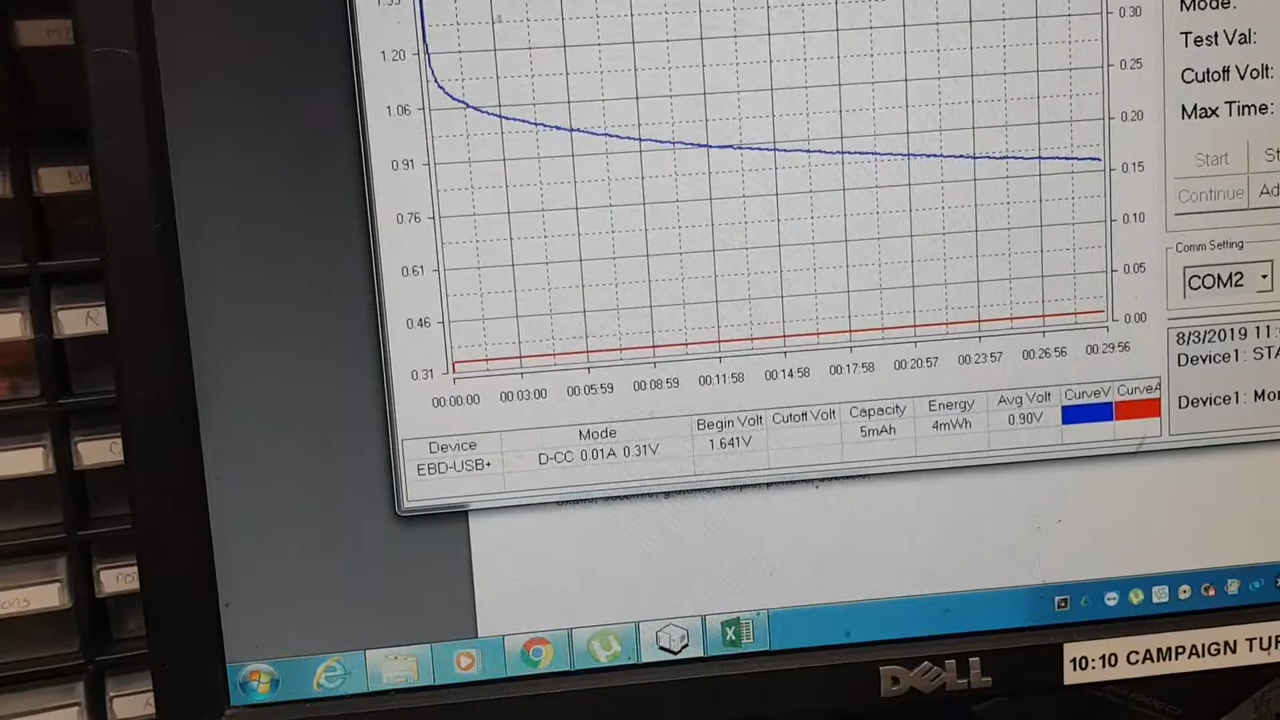 1.20
1.06
0.91
0.76
0.61
0.46
0.31
0.30
0.25
0.20
0.15
0.10
0.05
0.00
00:00:00 00:03:00 00:05:59 00:08:59 00:11:58 00:14:58 00:17:58 00:20:57 00:23:57 00:26:56 00:29:56
Device Mode Begin Volt Cutoff Volt Capacity Energy Avg Volt CurveV CurveA
EBD-USB+ D-CC 0.01A 0.31V 1.641V 5mAh 4mWh 0.90V
Mode:
Test Val:
Cutoff Volt:
Max Time:
Start
Continue
Comm Setting
COM2
8/3/2019 11:
Device1: STA
Device1: Mor
DELL
10:10 CAMPAIGN TUR
R